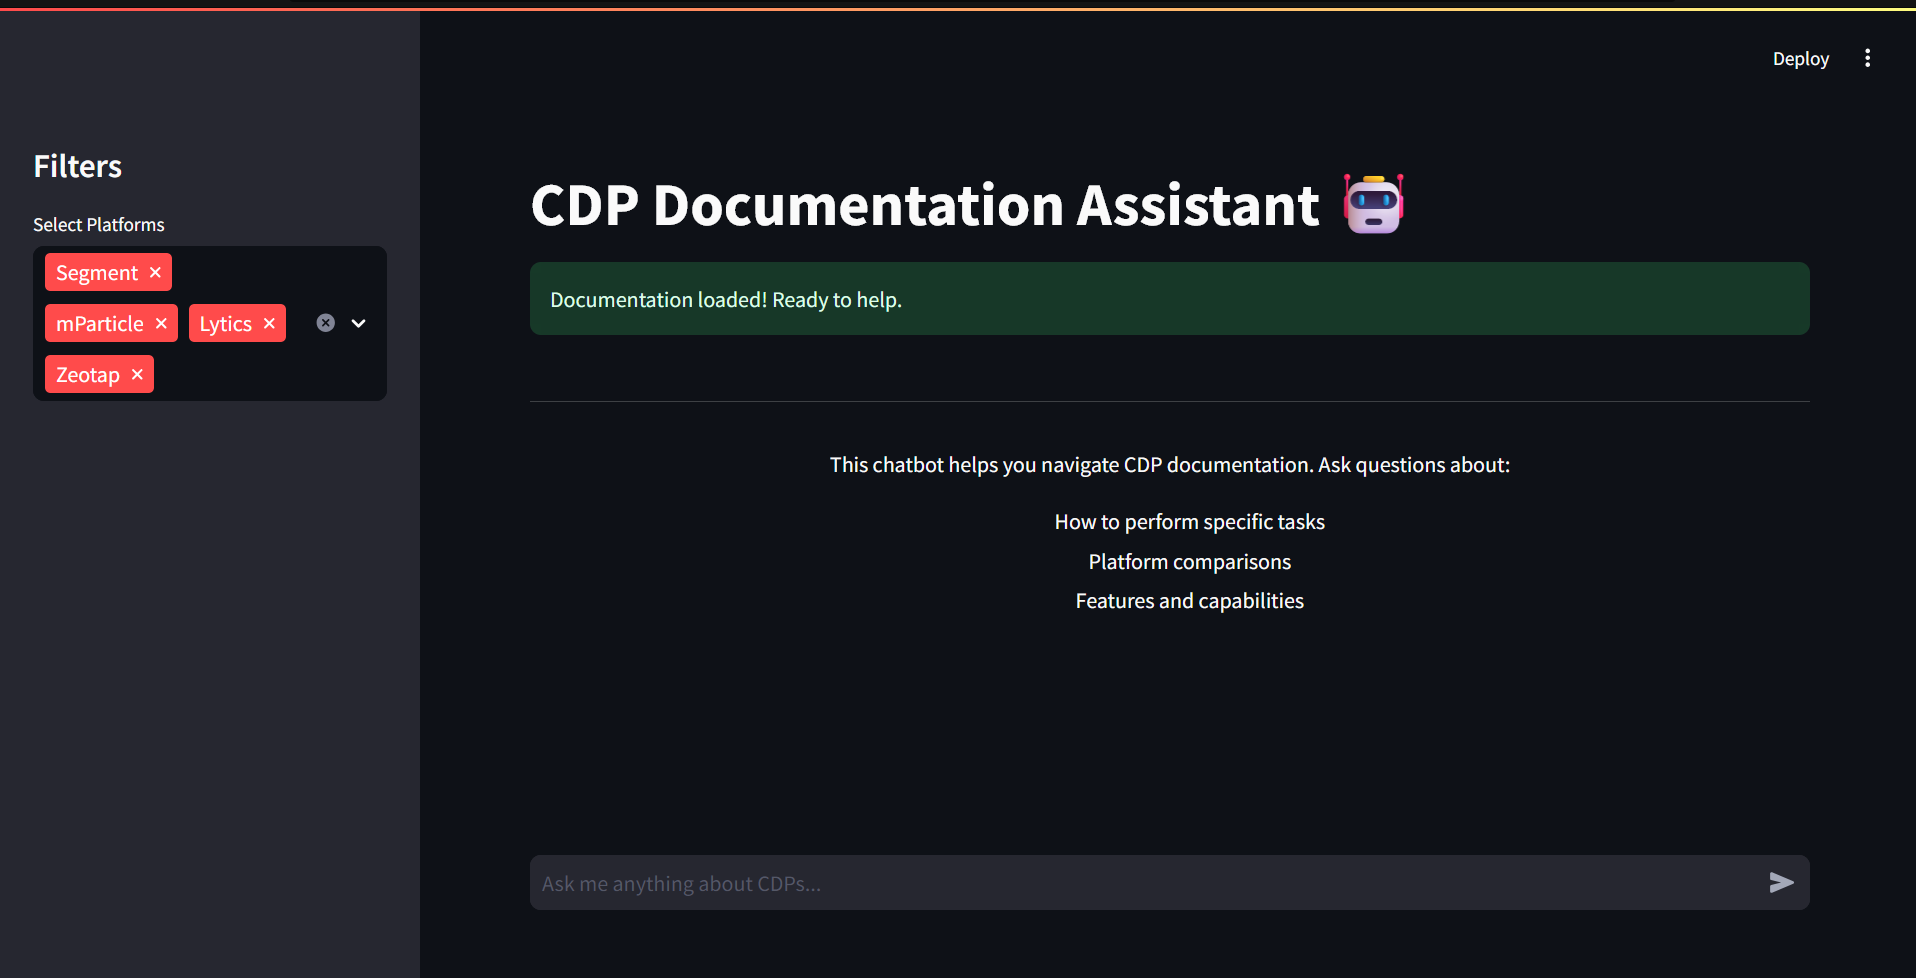 Deploy
Filters
Select Platforms
Segment
mParticle Lytics
Zeotap
CDP Documentation Assistant
Documentation loaded! Ready to help.
This chatbot helps you navigate CDP documentation. Ask questions about:
How to perform specific tasks
Platform comparisons
Features and capabilities
Ask me anything about CDPs...